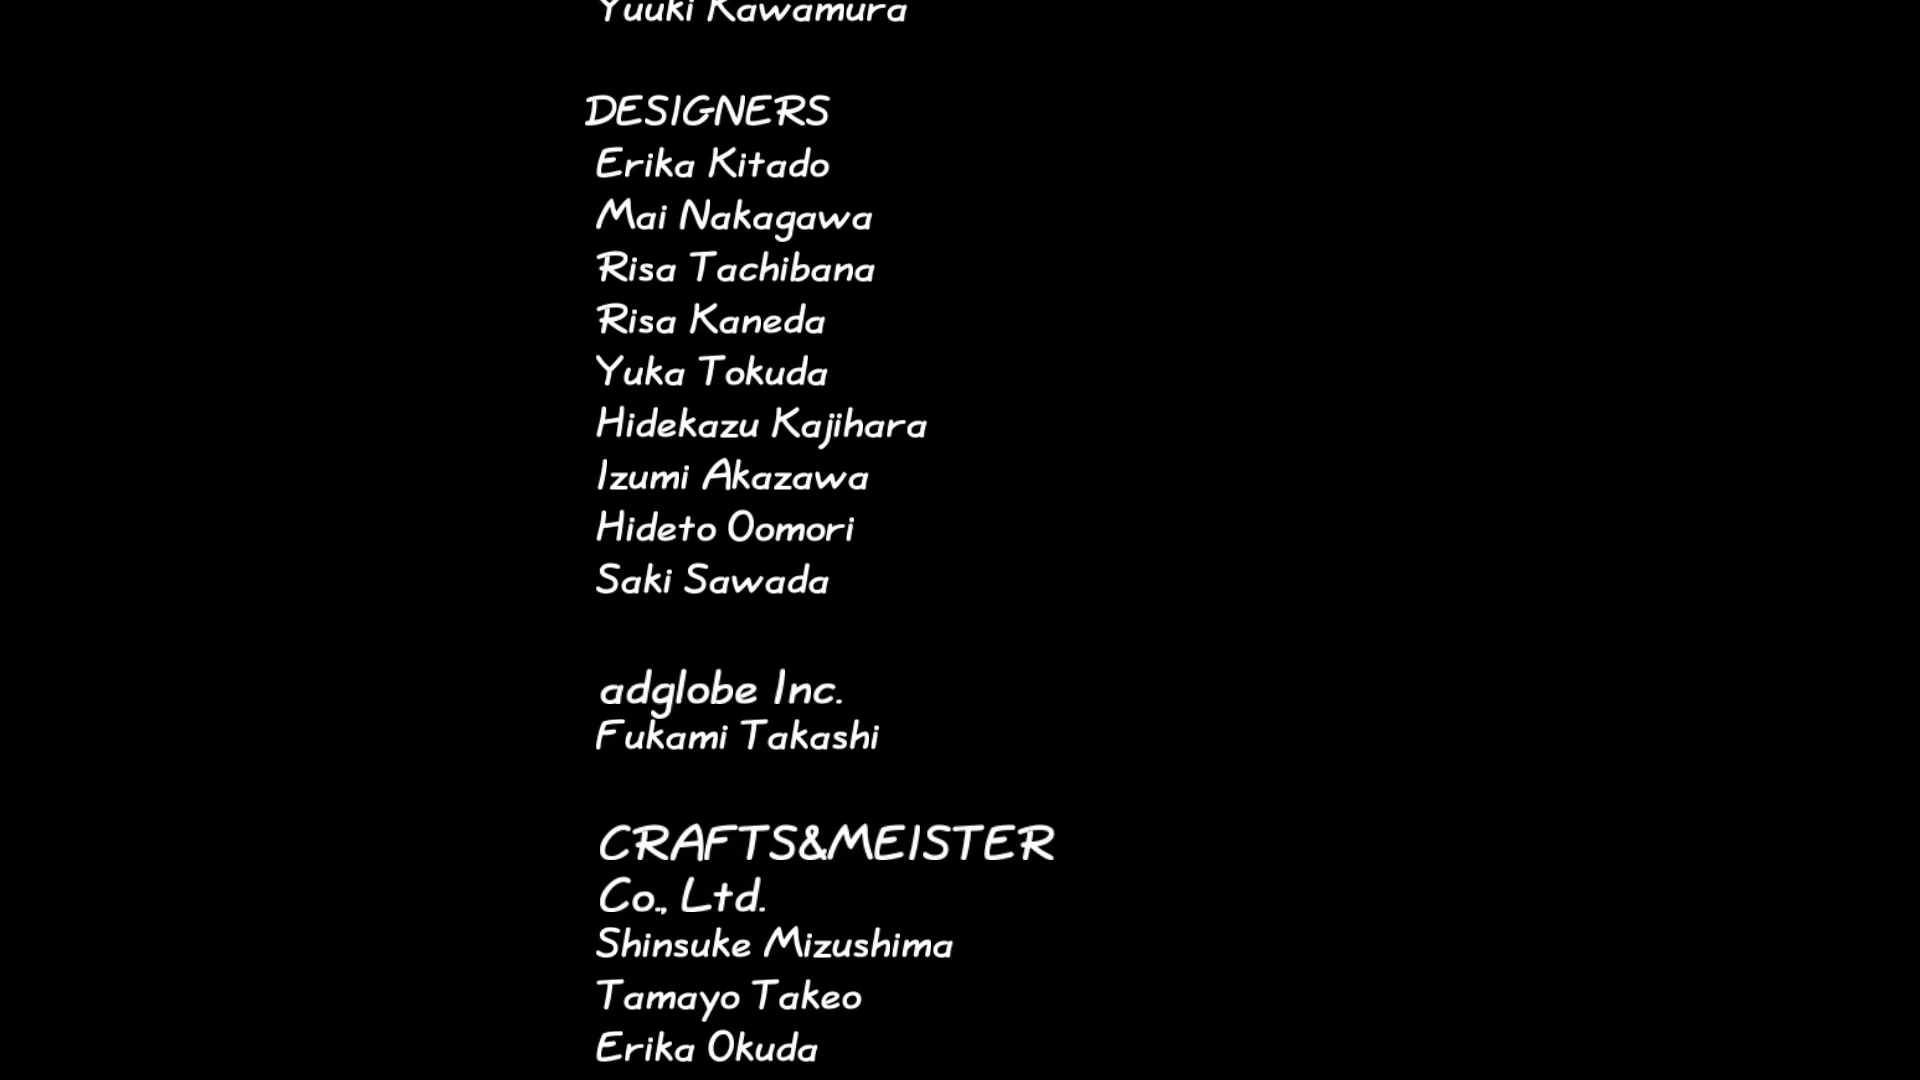 Yuuki Kawamura
DESIGNERS
Erika Kitado
Mai Nakagawa
Risa Tachibana
Risa Kaneda
Yuka Tokuda
Hidekazu Kajihara
Izumi Akazawa
Hideto Oomori
Saki Sawada
adglobe Inc.
Fukami Takashi
CRAFTS&MEISTER
Co., Ltd.
Shinsuke Mizushima
Tamayo Takeo
Erika Okuda